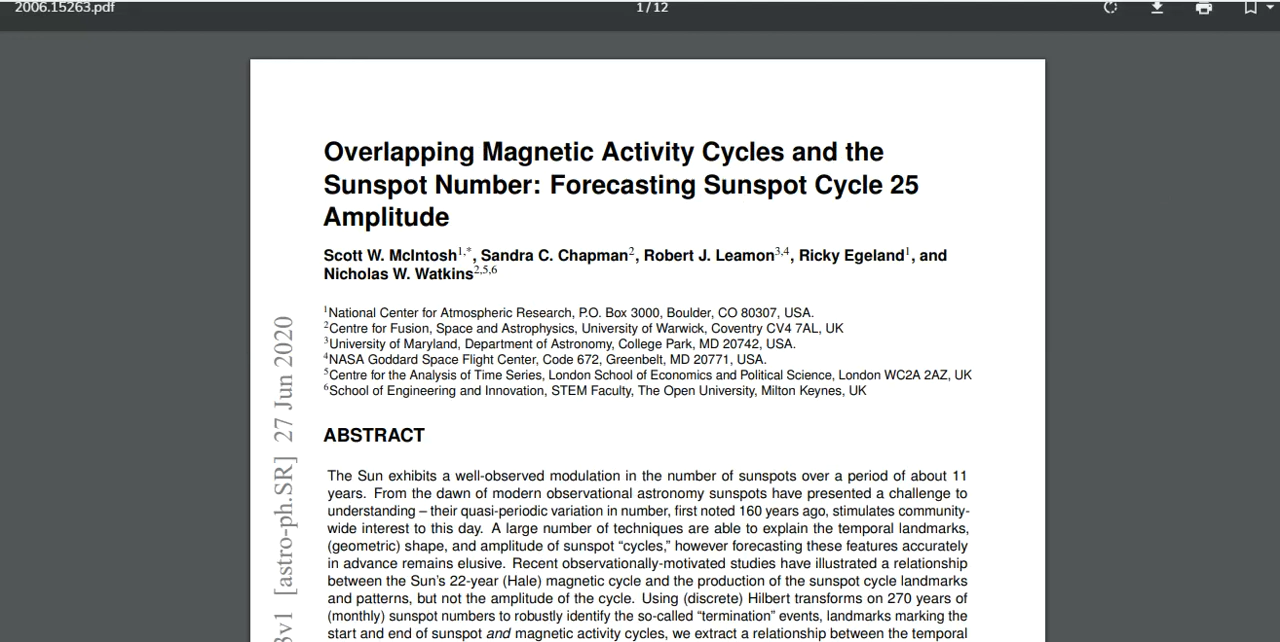 2006.15263.pdf
1 / 12
Overlapping Magnetic Activity Cycles and the
Sunspot Number: Forecasting Sunspot Cycle 25
Amplitude
Scott W. McIntosh1,*, Sandra C. Chapman2, Robert J. Leamon3,4, Ricky Egeland1, and
Nicholas W. Watkins2,5,6
1National Center for Atmospheric Research, P.O. Box 3000, Boulder, CO 80307, USA.
2Centre for Fusion, Space and Astrophysics, University of Warwick, Coventry CV4 7AL, UK
3University of Maryland, Department of Astronomy, College Park, MD 20742, USA.
4NASA Goddard Space Flight Center, Code 672, Greenbelt, MD 20771, USA.
5Centre for the Analysis of Time Series, London School of Economics and Political Science, London WC2A 2AZ, UK
6School of Engineering and Innovation, STEM Faculty, The Open University, Milton Keynes, UK
ABSTRACT
The Sun exhibits a well-observed modulation in the number of sunspots over a period of about 11
years. From the dawn of modern observational astronomy sunspots have presented a challenge to
understanding – their quasi-periodic variation in number, first noted 160 years ago, stimulates community-
wide interest to this day. A large number of techniques are able to explain the temporal landmarks,
(geometric) shape, and amplitude of sunspot “cycles,” however forecasting these features accurately
in advance remains elusive. Recent observationally-motivated studies have illustrated a relationship
between the Sun’s 22-year (Hale) magnetic cycle and the production of the sunspot cycle landmarks
and patterns, but not the amplitude of the cycle. Using (discrete) Hilbert transforms on 270 years of
(monthly) sunspot numbers to robustly identify the so-called “termination” events, landmarks marking the
start and end of sunspot and magnetic activity cycles, we extract a relationship between the temporal
3v1 [astro-ph.SR] 27 Jun 2020